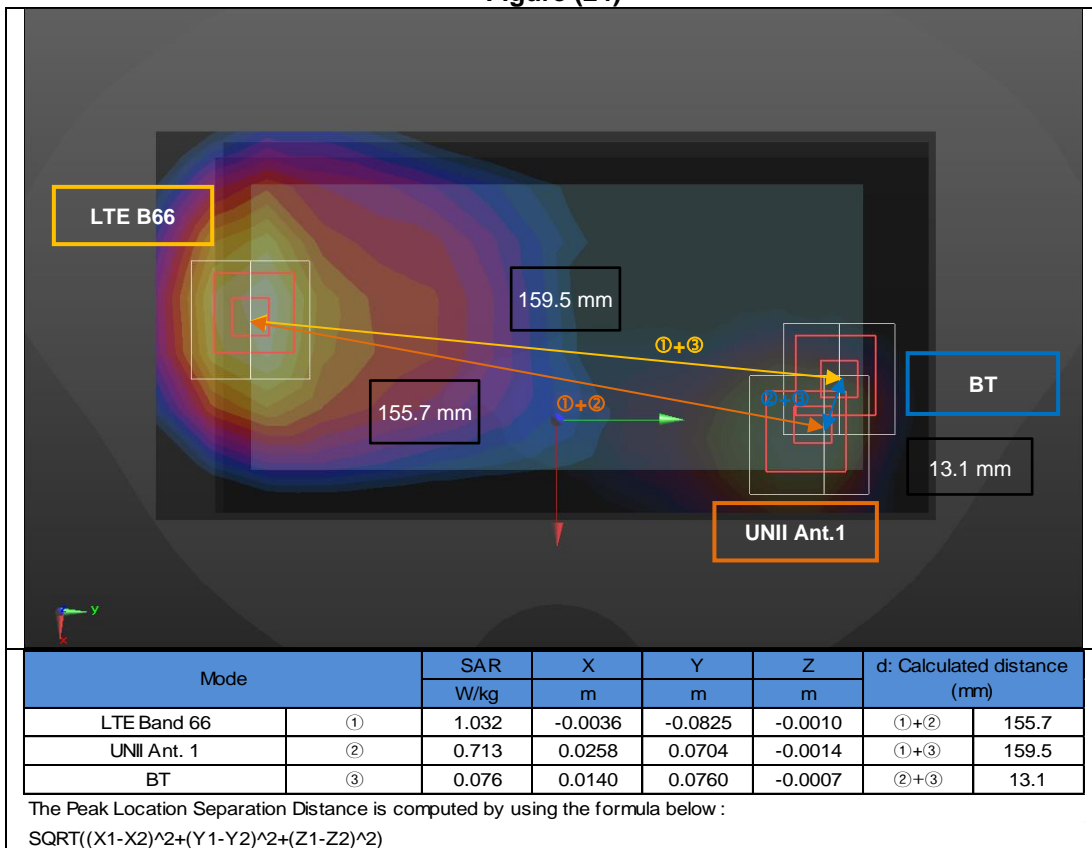 LTE B66
159.5 mm
①+③
BT
155.7 mm
①+②
②+③
13.1 mm
UNII Ant.1
y
x
Mode SAR X Y Z d: Calculated distance (mm)
W/kg m m m
LTE Band 66 ① 1.032 -0.0036 -0.0825 -0.0010 ①+② 155.7
UNII Ant. 1 ② 0.713 0.0258 0.0704 -0.0014 ①+③ 159.5
BT ③ 0.076 0.0140 0.0760 -0.0007 ②+③ 13.1
The Peak Location Separation Distance is computed by using the formula below :
SQRT((X1-X2)^2+(Y1-Y2)^2+(Z1-Z2)^2)